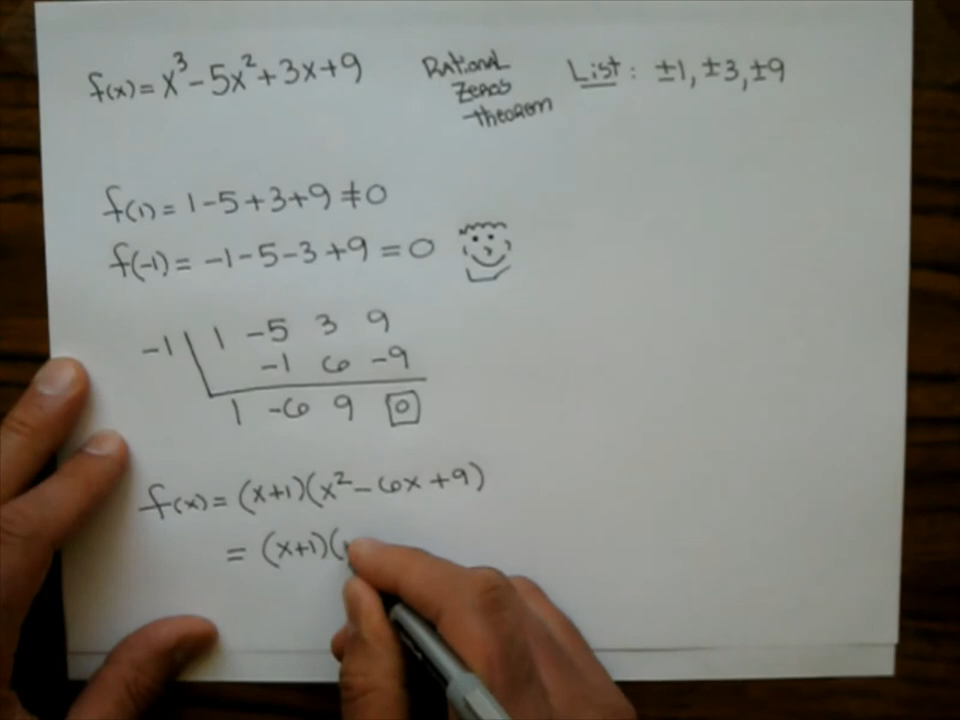 f(x) = x³ - 5x² + 3x + 9
Rational
Zeros
theorem
List: ±1, ±3, ±9
f(1) = 1 - 5 + 3 + 9 ≠ 0
f(-1) = -1 - 5 - 3 + 9 = 0
-1 | 1 -5 3 9
-1 6 -9
1 -6 9 0
f(x) = (x+1)(x² - 6x + 9)
= (x+1)(